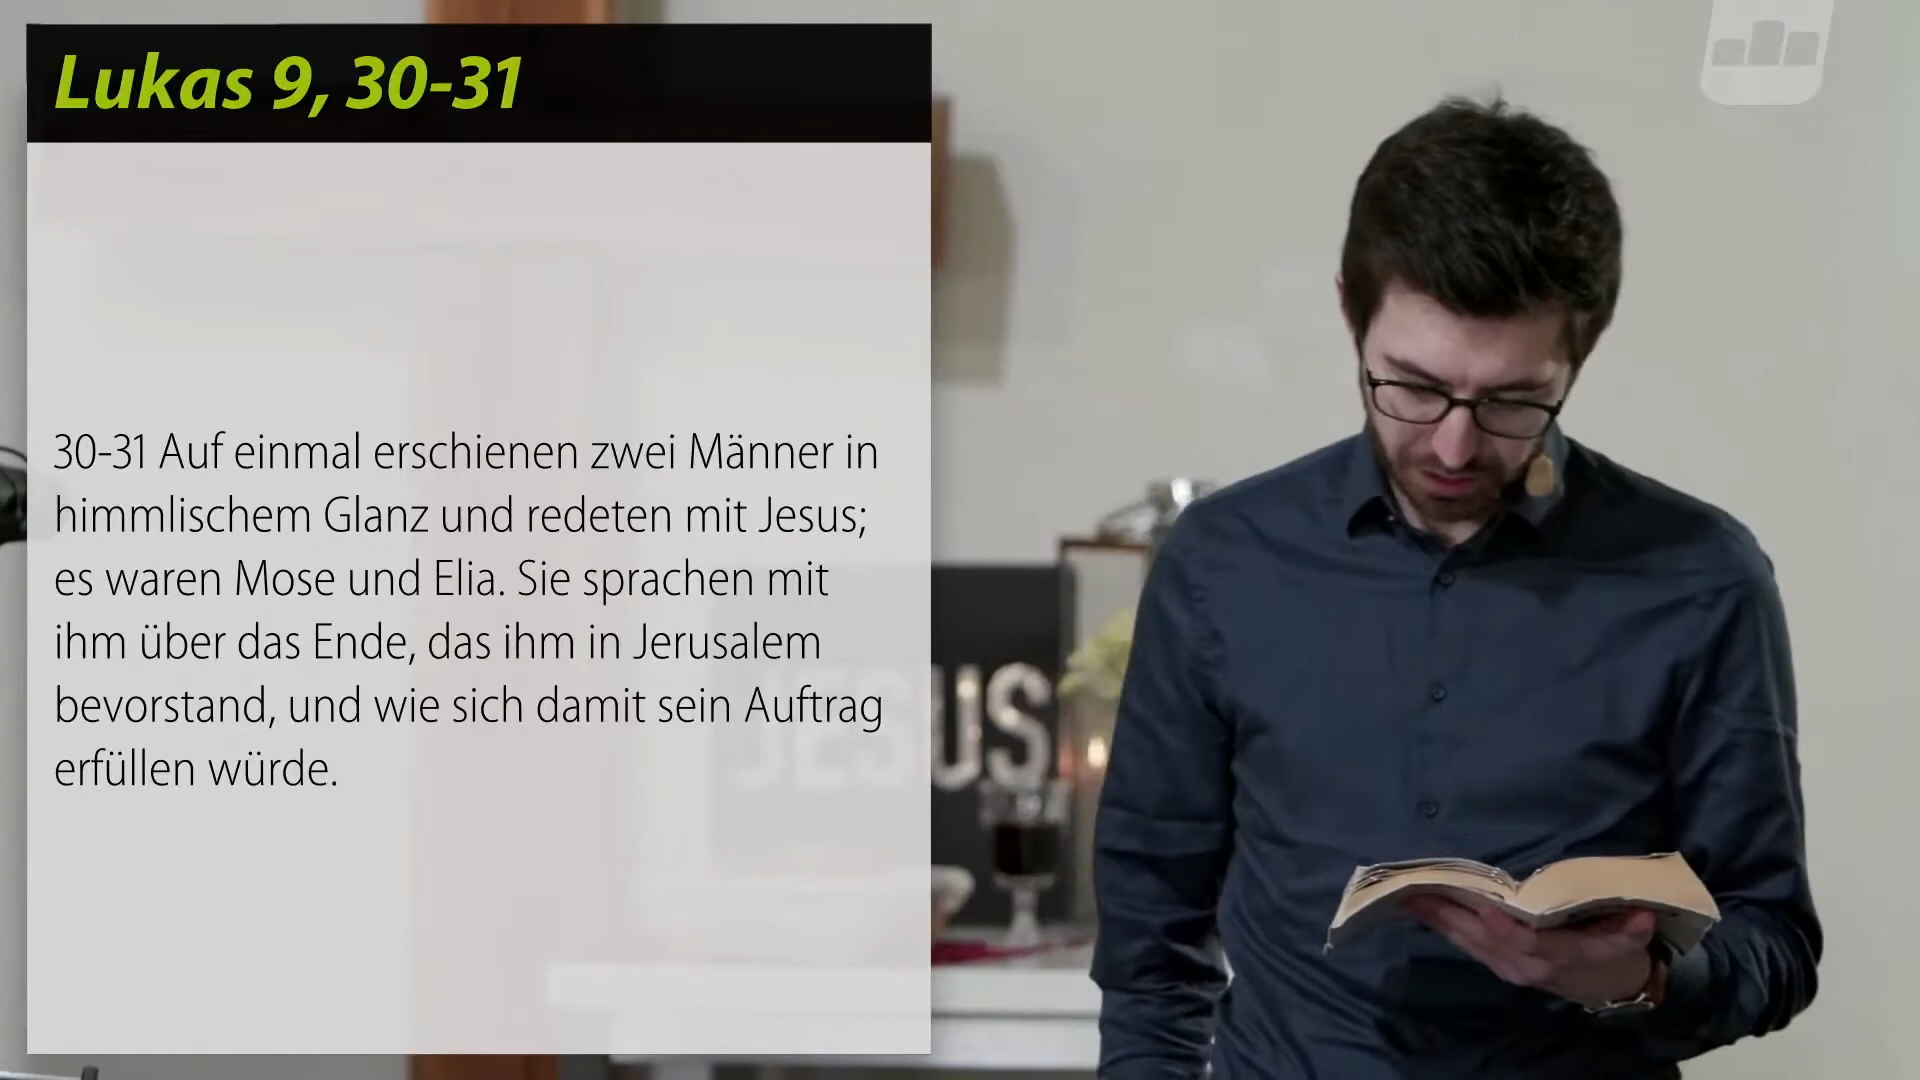 Lukas 9, 30-31
30-31 Auf einmal erschienen zwei Männer in
himmlischem Glanz und redeten mit Jesus;
es waren Mose und Elia. Sie sprachen mit
ihm über das Ende, das ihm in Jerusalem
bevorstand, und wie sich damit sein Auftrag
erfüllen würde.
JESUS